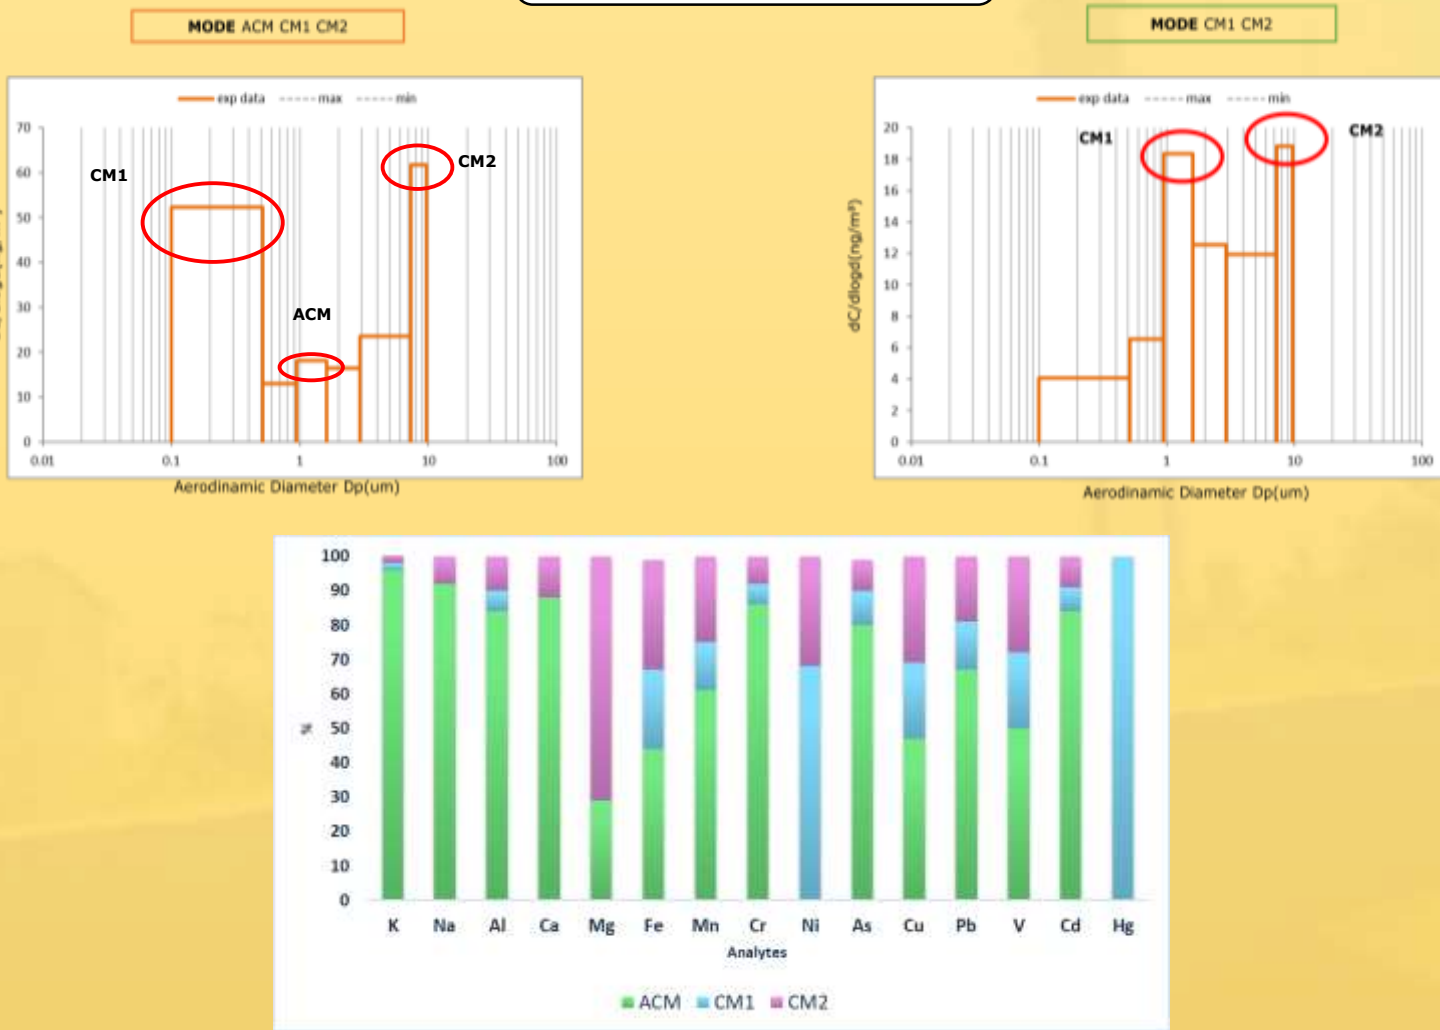 MODE ACM CM1 CM2
exp data max min
70
60
50
40
30
20
10
0
CM1
CM2
ACM
0.01 0.1 1 10 100
Aerodinamic Diameter Dp(um)
MODE CM1 CM2
exp data max min
20
18
16
14
12
10
8
6
4
2
0
dC/dlogd(ng/m³)
CM1
CM2
0.01 0.1 1 10 100
Aerodinamic Diameter Dp(um)
100
90
80
70
60
50
40
30
20
10
0
%
K Na Al Ca Mg Fe Mn Cr Ni As Cu Pb V Cd Hg
Analytes
ACM CM1 CM2